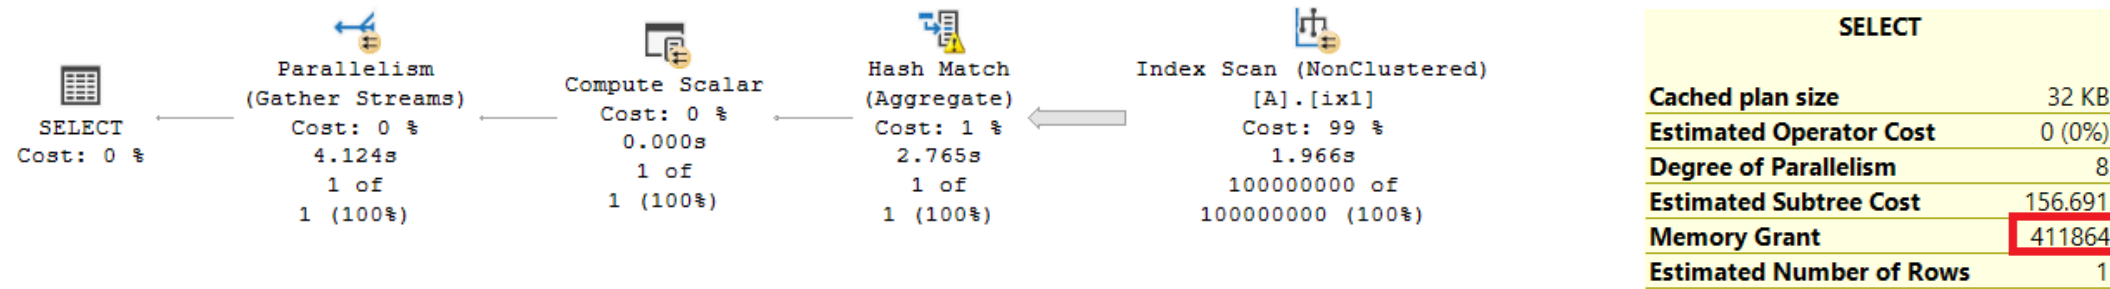 SELECT
Cost: 0 %
Parallelism
(Gather Streams)
Cost: 0 %
4.124s
1 of
1 (100%)
Compute Scalar
Cost: 0 %
0.000s
1 of
1 (100%)
Hash Match
(Aggregate)
Cost: 1 %
2.765s
1 of
1 (100%)
Index Scan (NonClustered)
[A].[ix1]
Cost: 99 %
1.966s
100000000 of
100000000 (100%)
SELECT
Cached plan size 32 KB
Estimated Operator Cost 0 (0%)
Degree of Parallelism 8
Estimated Subtree Cost 156.691
Memory Grant 411864
Estimated Number of Rows 1